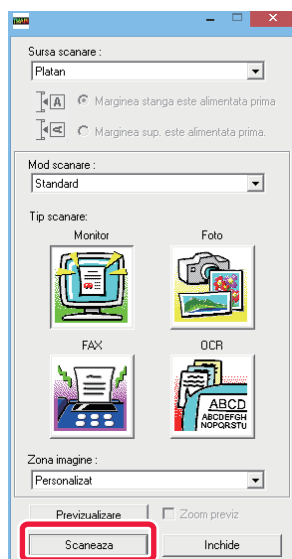 TWAIN
Sursa scanare :
Platan
A Marginea stanga este alimentata prima
A Marginea sup. este alimentata prima.
Mod scanare :
Standard
Tip scanare:
Monitor Foto
FAX OCR
ABCD
ABCDEFGH
NOPQRSTU
Zona imagine :
Personalizat
Previzualizare Zoom previz
Scaneaza Inchide